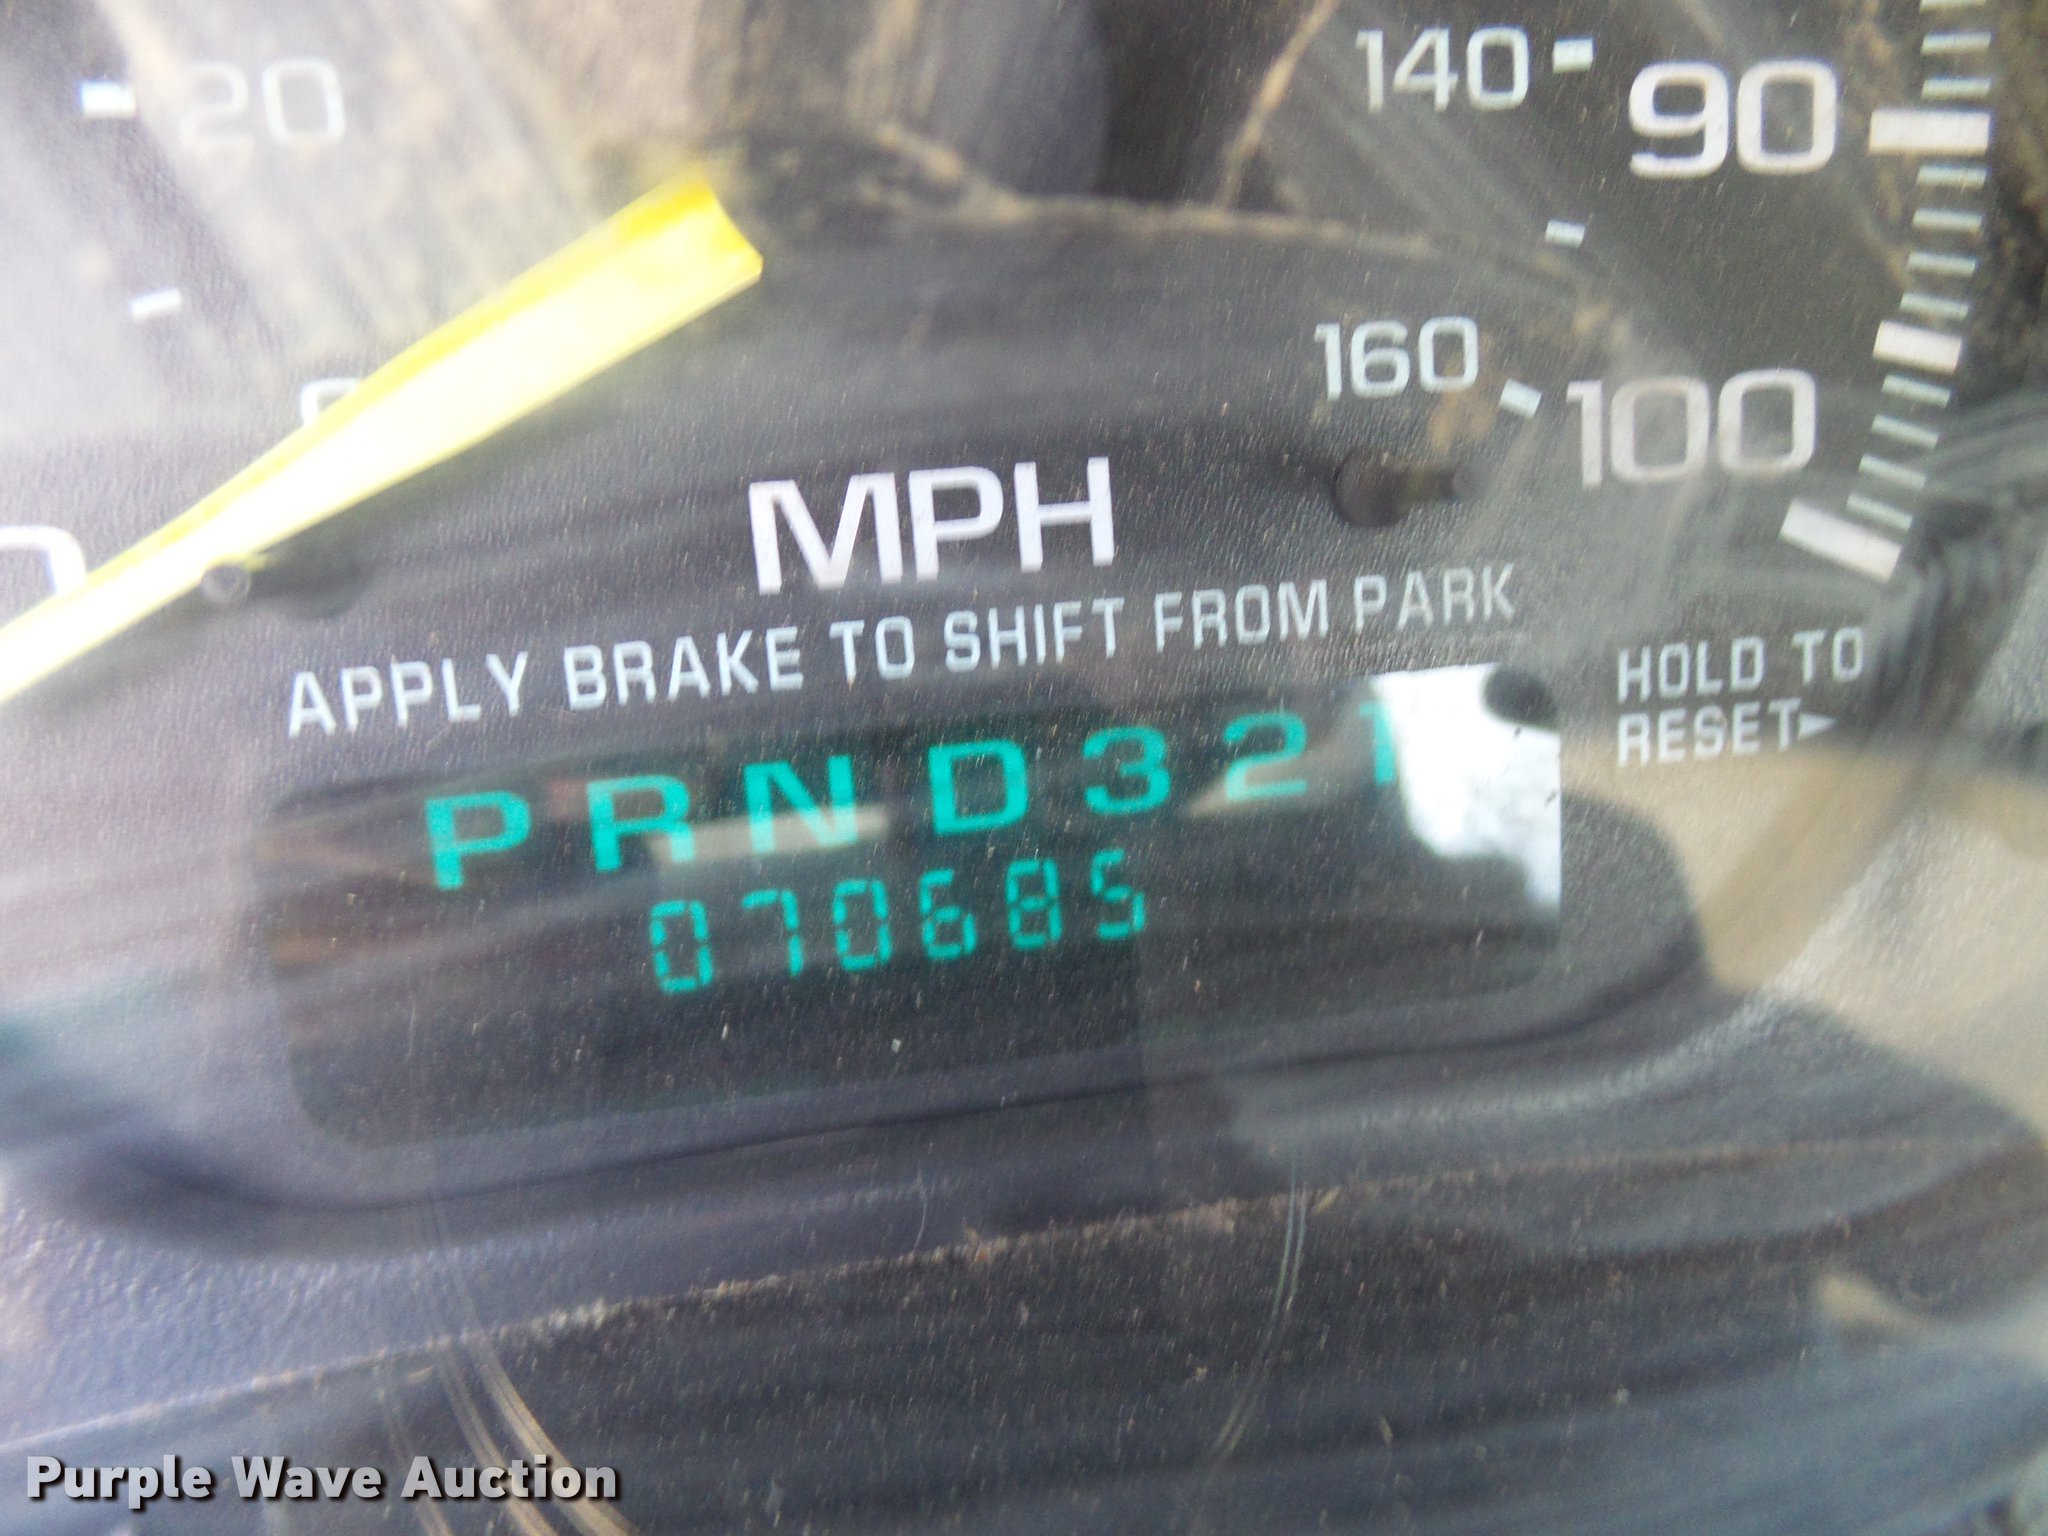 20
140
90
160
100
MPH
APPLY BRAKE TO SHIFT FROM PARK
HOLD TO
RESET▸
PRND321
070685
Purple Wave Auction